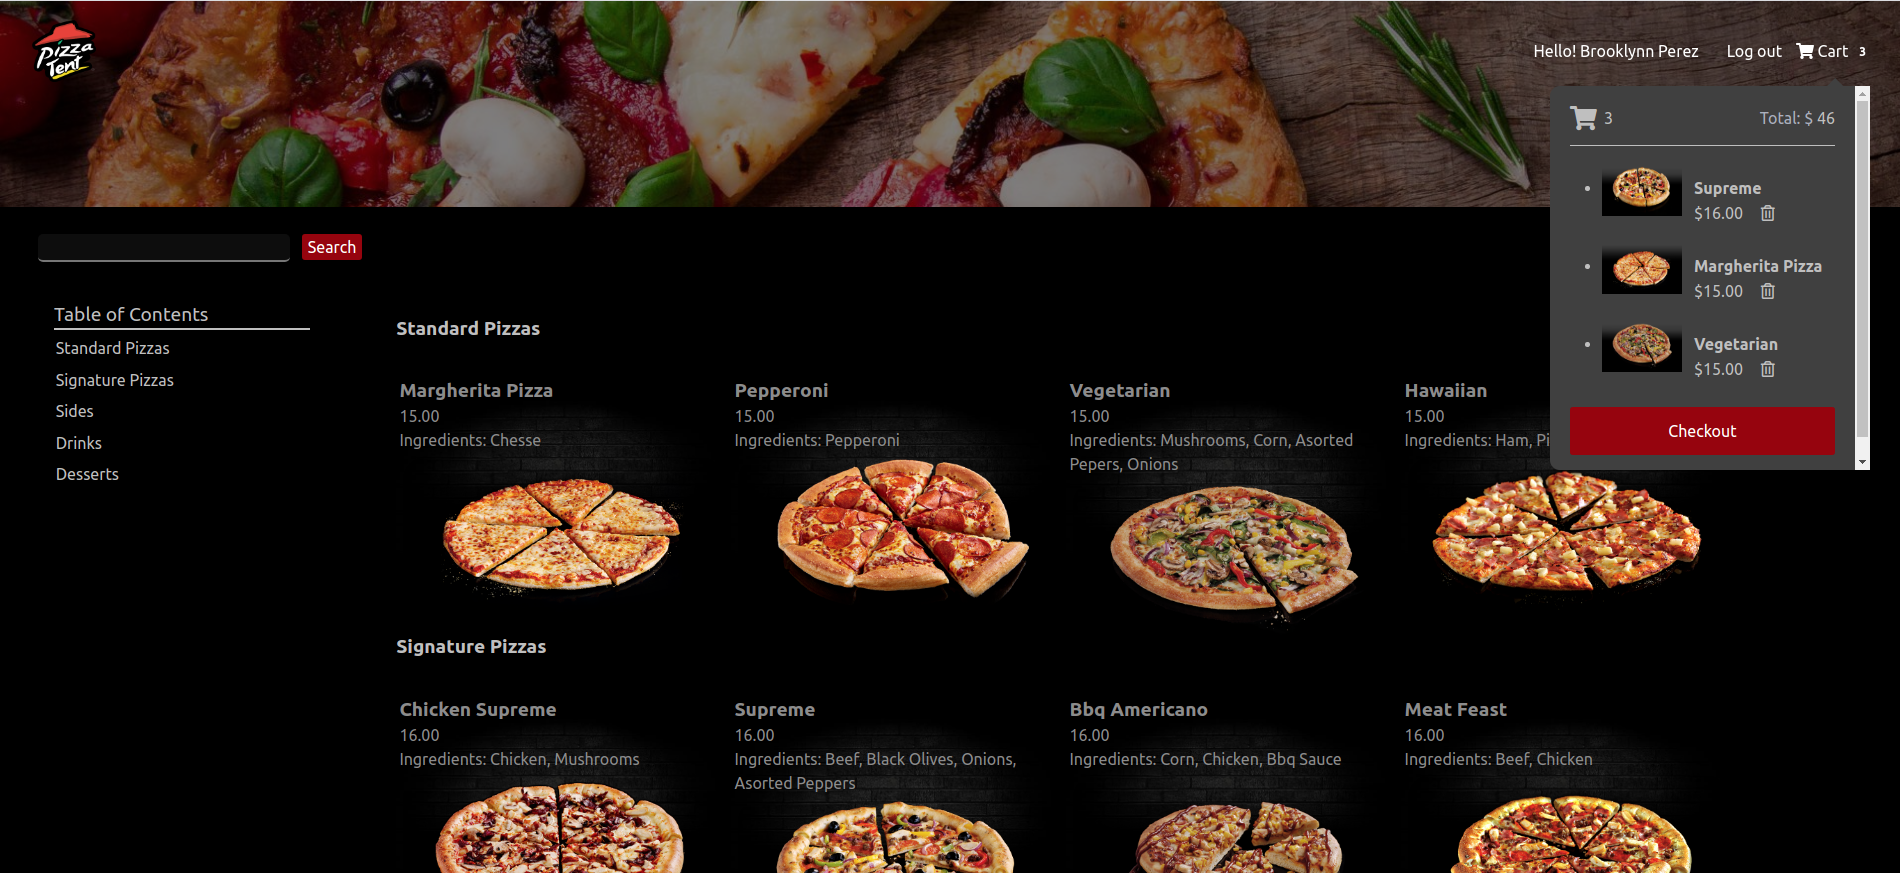 Pizza
Tent
Hello! Brooklynn Perez
Log out
Cart 3
3
Total: $ 46
Supreme
$16.00
Margherita Pizza
$15.00
Vegetarian
$15.00
Checkout
Search
Table of Contents
Standard Pizzas
Signature Pizzas
Sides
Drinks
Desserts
Standard Pizzas
Margherita Pizza
15.00
Ingredients: Chesse
Pepperoni
15.00
Ingredients: Pepperoni
Vegetarian
15.00
Ingredients: Mushrooms, Corn, Asorted
Pepers, Onions
Hawaiian
15.00
Ingredients: Ham, Pi
Signature Pizzas
Chicken Supreme
16.00
Ingredients: Chicken, Mushrooms
Supreme
16.00
Ingredients: Beef, Black Olives, Onions,
Asorted Peppers
Bbq Americano
16.00
Ingredients: Corn, Chicken, Bbq Sauce
Meat Feast
16.00
Ingredients: Beef, Chicken